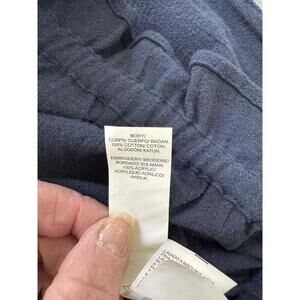 BODY/
CORPS/ CUERPO/ BADAN:
100% COTTON/ COTON/
ALGODÓN/ KATUN.
EMBROIDERY/ BRODERIE/
BORDADO/ SULAMAN:
100% ACRYLIC/
ACRYLIQUE/ ACRÍLICO/
AKRILIK.